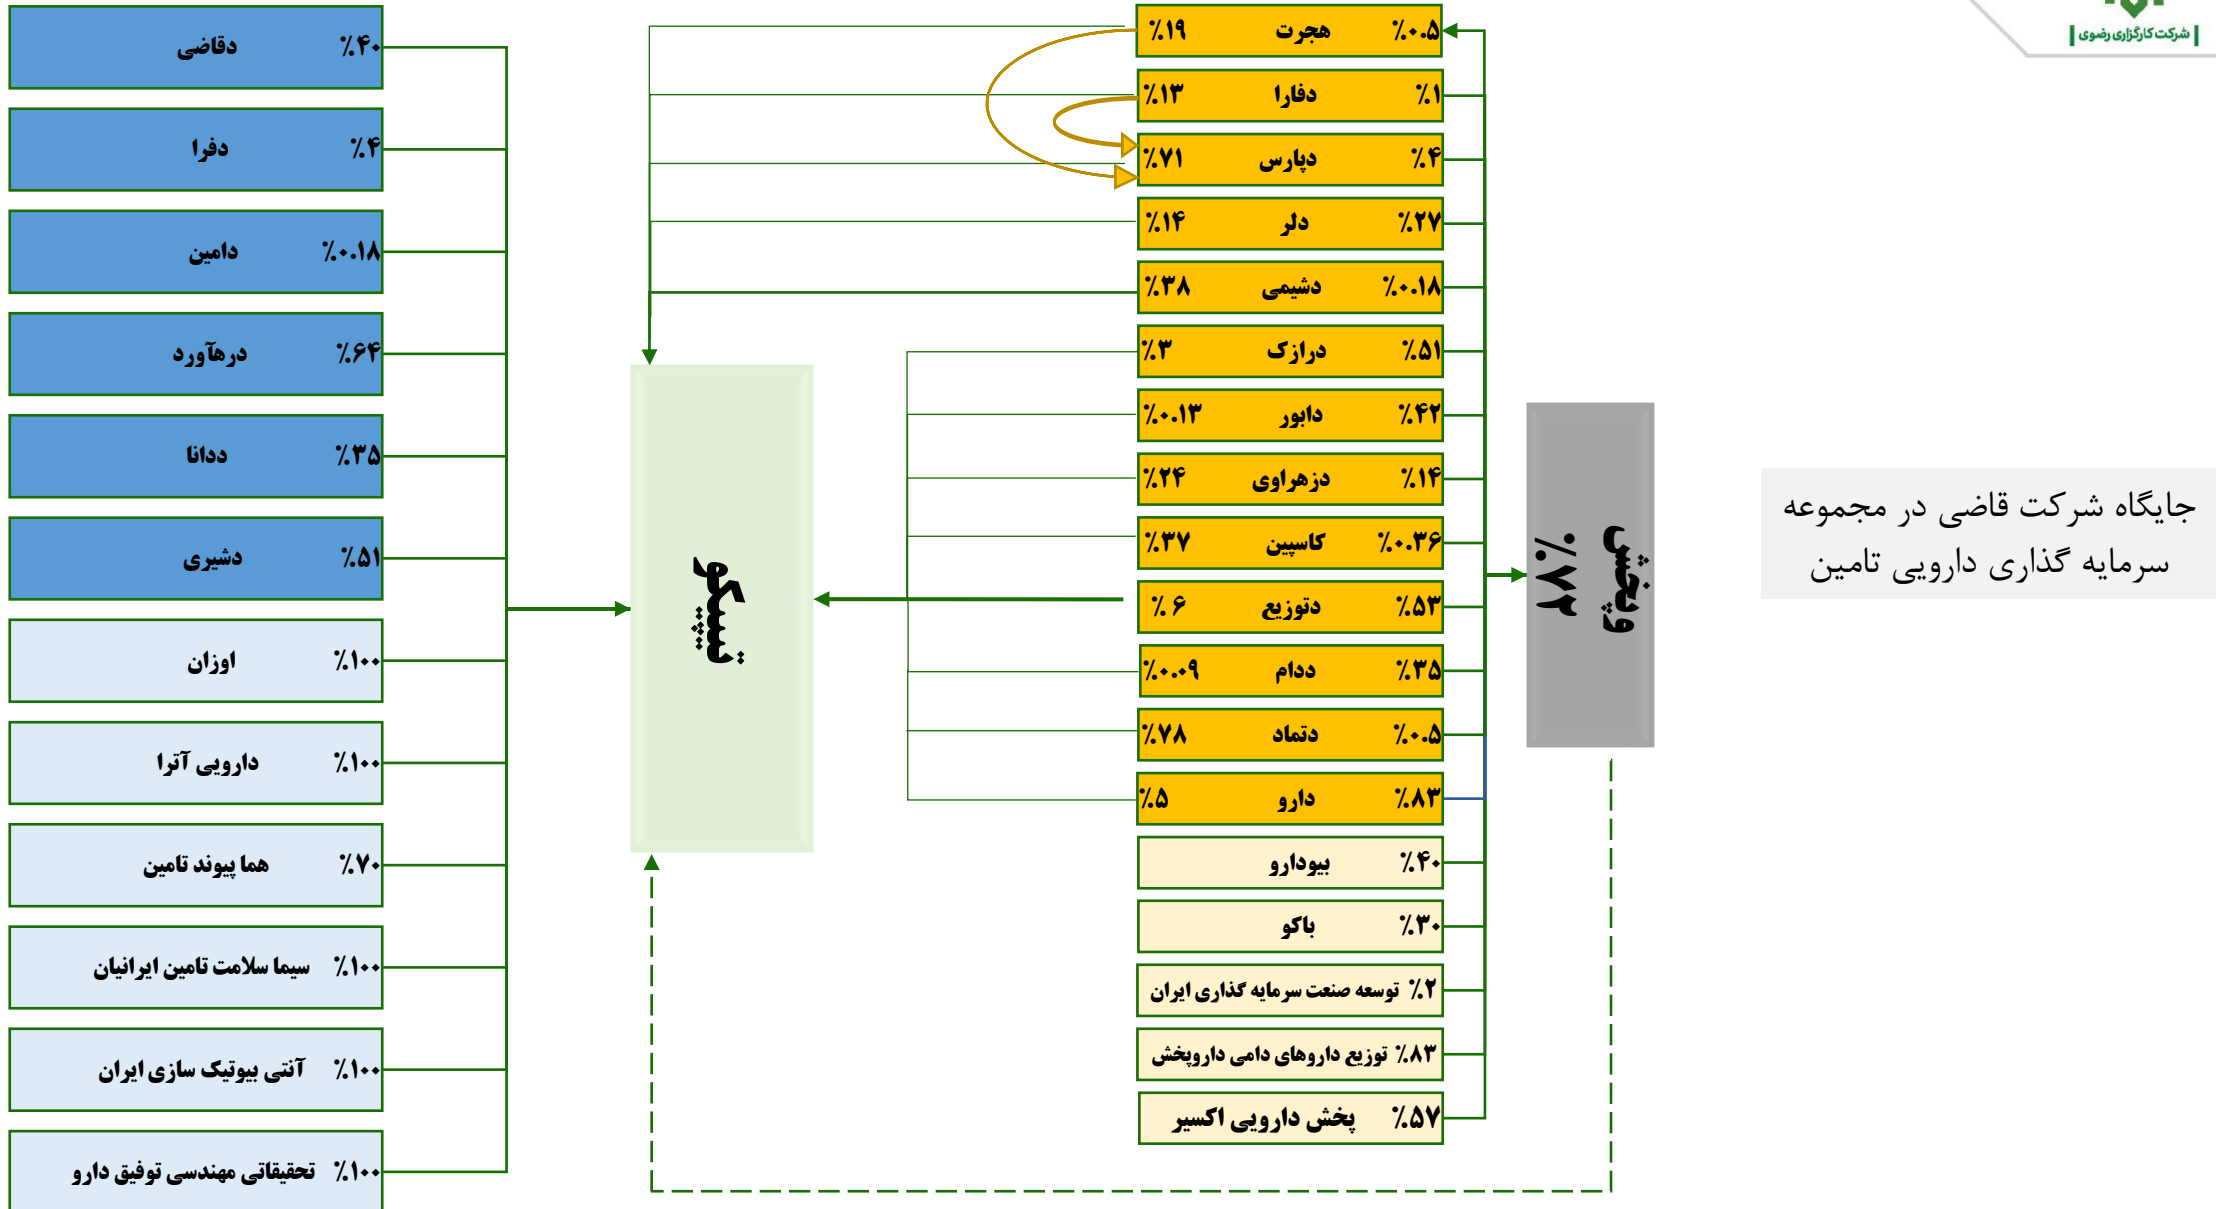 شرکت کارگزاری رضوی
جایگاه شرکت قاضی در مجموعه
سرمایه گذاری دارویی تامین
وپخش
٪۷۲
٪۰.۵ هجرت ٪۱۹
٪۱ دفارا ٪۱۳
٪۴ دپارس ٪۷۱
٪۲۷ دلر ٪۱۴
٪۰.۱۸ دشیمی ٪۳۸
٪۵۱ درازک ٪۳
٪۴۲ دابور ٪۰.۱۳
٪۱۴ دزهراوی ٪۲۴
٪۰.۳۶ کاسپین ٪۳۷
٪۵۳ دتوزیع ٪۶
٪۳۵ ددام ٪۰.۰۹
٪۰.۵ دتماد ٪۷۸
٪۸۳ دارو ٪۵
٪۴۰ بیودارو
٪۳۰ باکو
٪۲ توسعه صنعت سرمایه گذاری ایران
٪۸۳ توزیع داروهای دامی داروپخش
٪۵۷ پخش دارویی اکسیر
تیپیکو
٪۴۰ دقاضی
٪۴ دفرا
٪۰.۱۸ دامین
٪۶۴ درهآورد
٪۳۵ ددانا
٪۵۱ دشیری
٪۱۰۰ اوزان
٪۱۰۰ دارویی آترا
٪۷۰ هما پیوند تامین
٪۱۰۰ سیما سلامت تامین ایرانیان
٪۱۰۰ آنتی بیوتیک سازی ایران
٪۱۰۰ تحقیقاتی مهندسی توفیق دارو